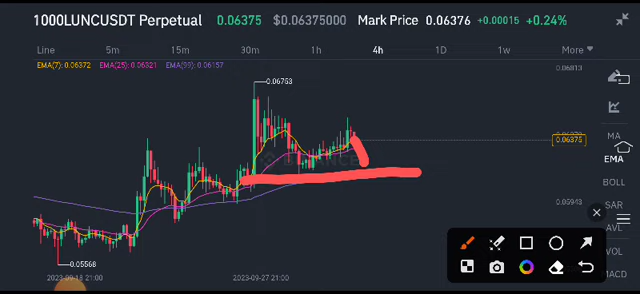 1000LUNCUSDT Perpetual 0.06375 $0.06375000 Mark Price 0.06376 +0.00015 +0.24%
Line 5m 15m 30m 1h 4h 1D 1w More
EMA(7): 0.06372 EMA(25): 0.06321 EMA(99): 0.06157
0.06813
0.06753
0.06375
MA
BINANCE
EMA
BOLL
0.05943
SAR
AVL
VOL
0.05568
MACD
2023-09-18 21:00 2023-09-27 21:00